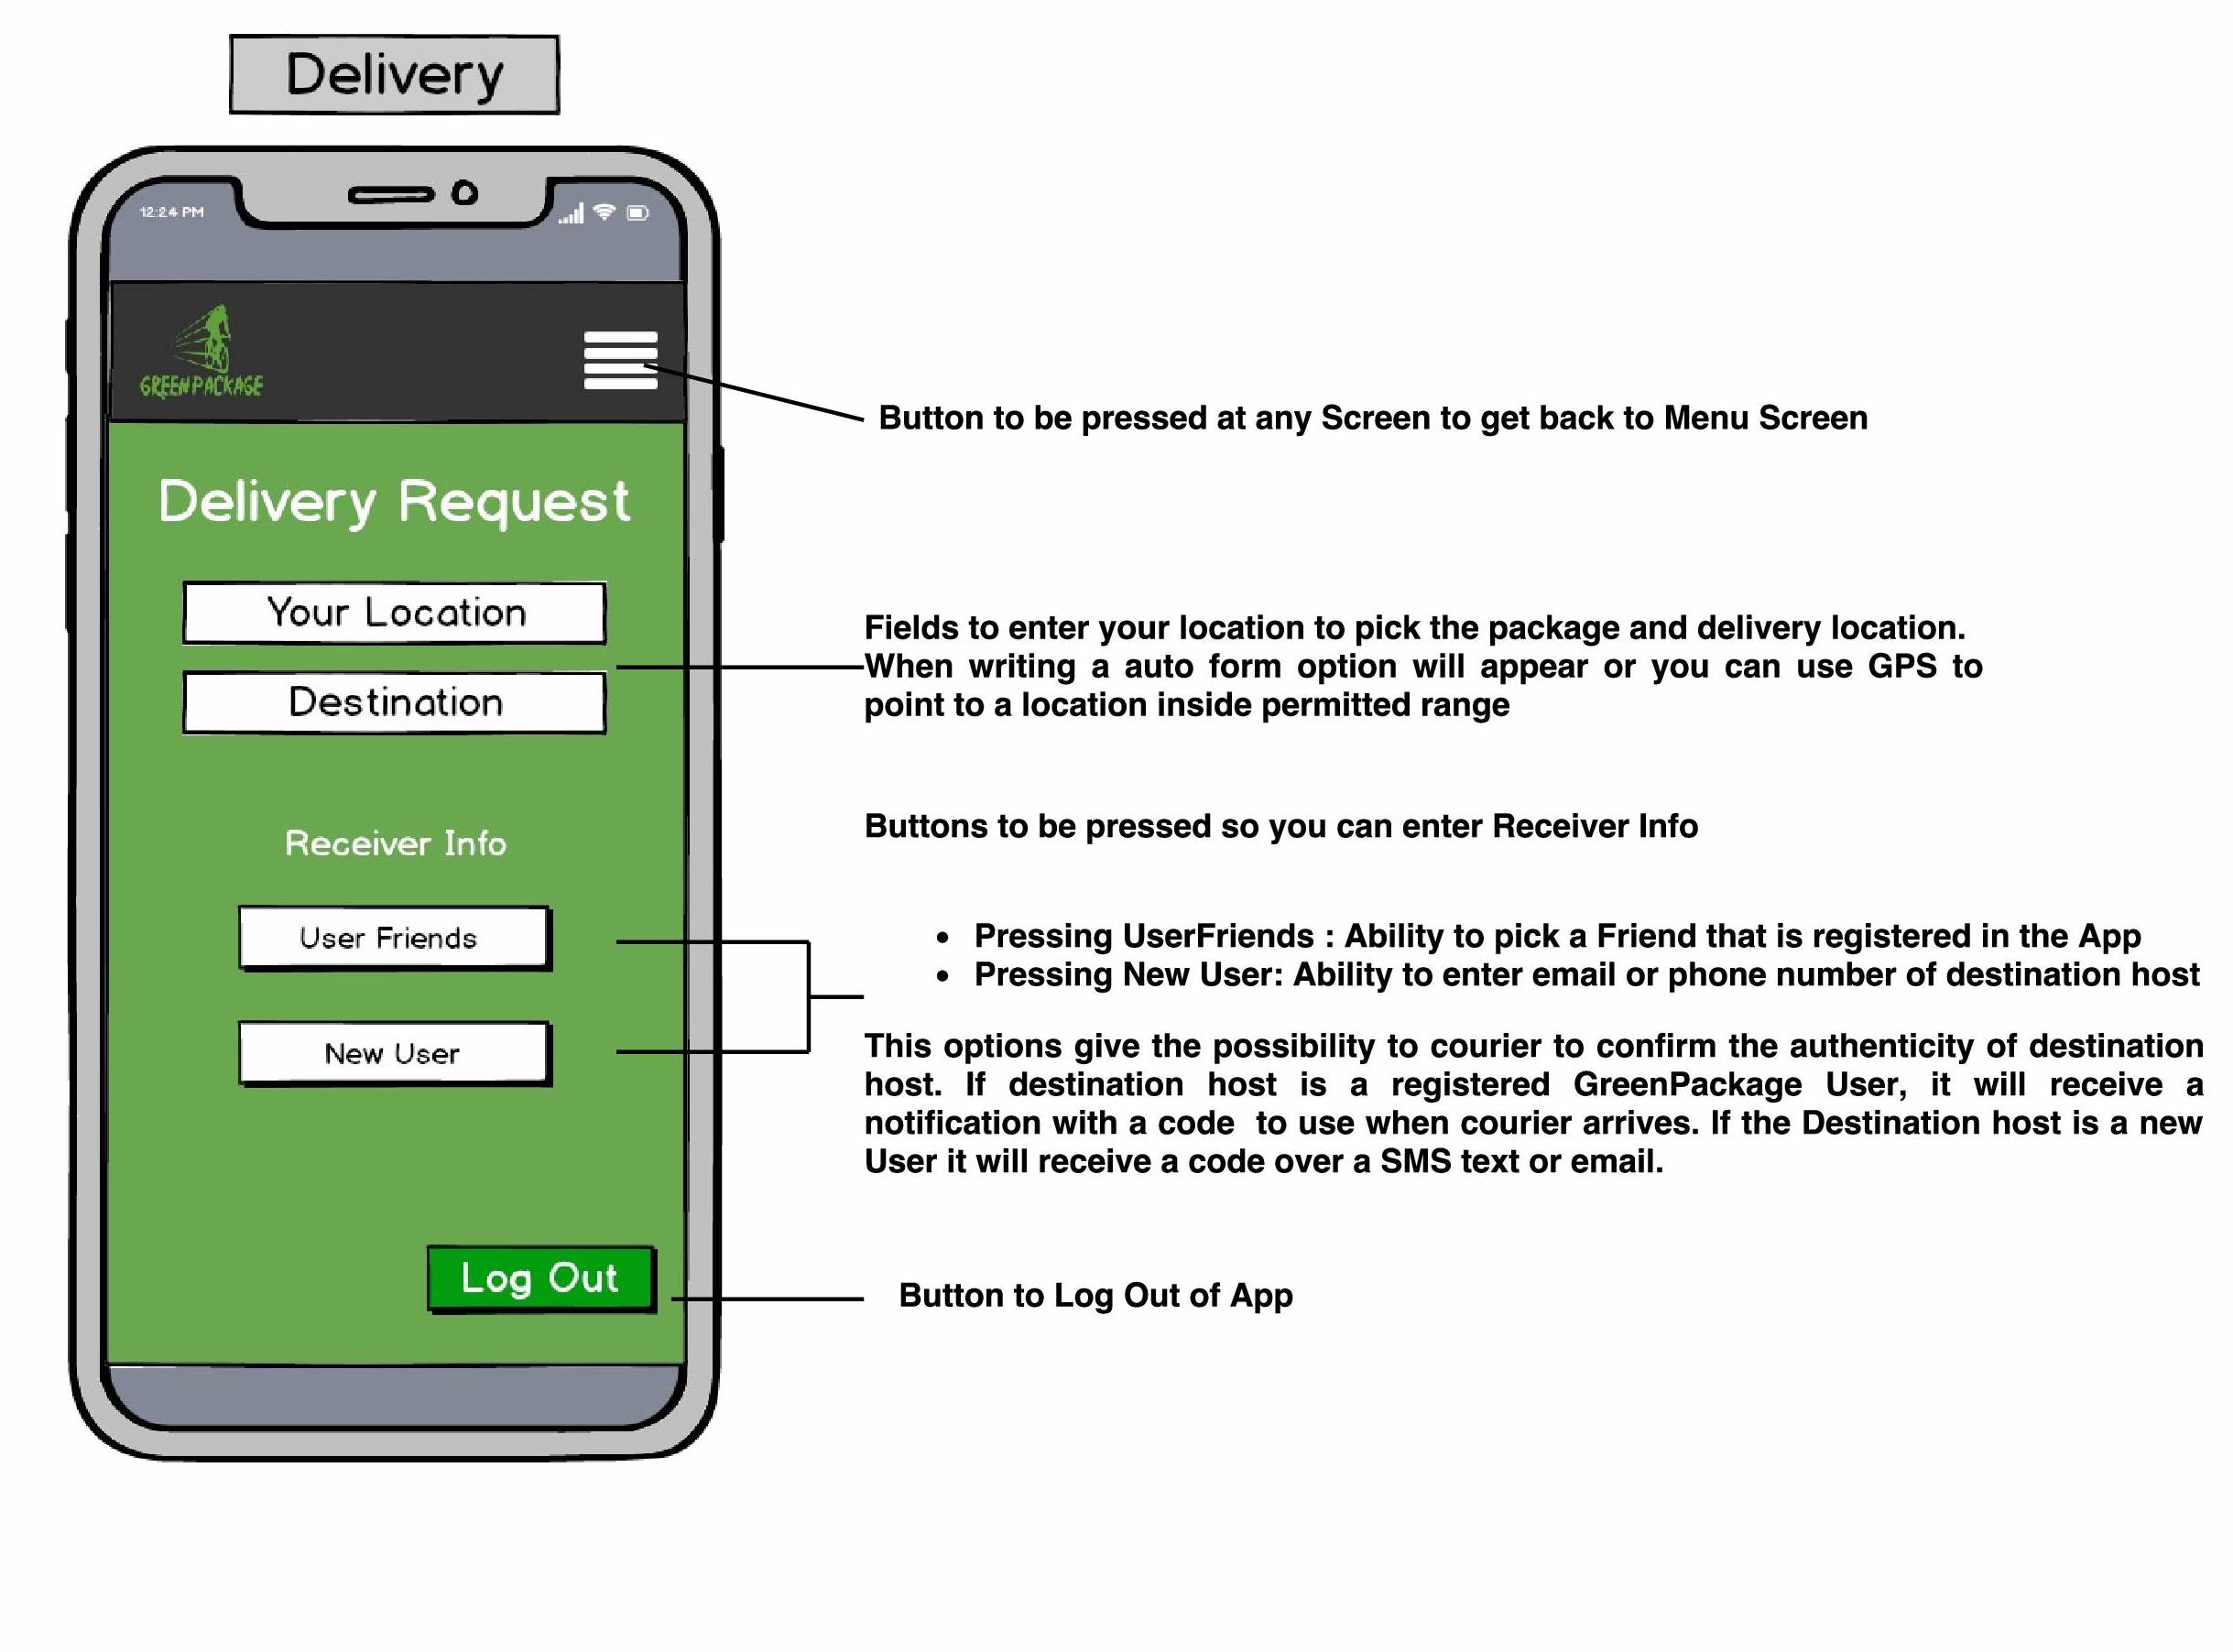 Delivery
12:24 PM
GREENPACKAGE
Button to be pressed at any Screen to get back to Menu Screen
Delivery Request
Your Location
Destination
Fields to enter your location to pick the package and delivery location.
When writing a auto form option will appear or you can use GPS to
point to a location inside permitted range
Receiver Info
User Friends
New User
Buttons to be pressed so you can enter Receiver Info
• Pressing UserFriends : Ability to pick a Friend that is registered in the App
• Pressing New User: Ability to enter email or phone number of destination host
This options give the possibility to courier to confirm the authenticity of destination
host. If destination host is a registered GreenPackage User, it will receive a
notification with a code  to use when courier arrives. If the Destination host is a new
User it will receive a code over a SMS text or email.
Log Out
Button to Log Out of App